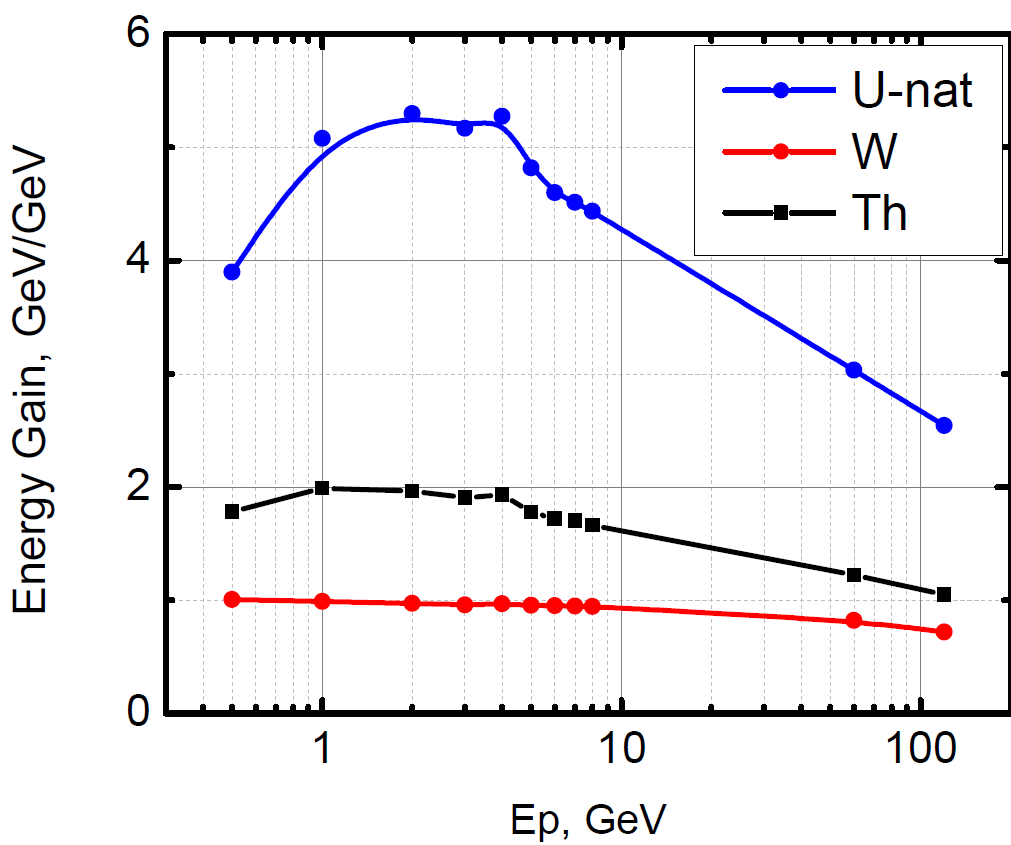 6
4
2
0
Energy Gain, GeV/GeV
U-nat
W
Th
1
10
100
Ep, GeV